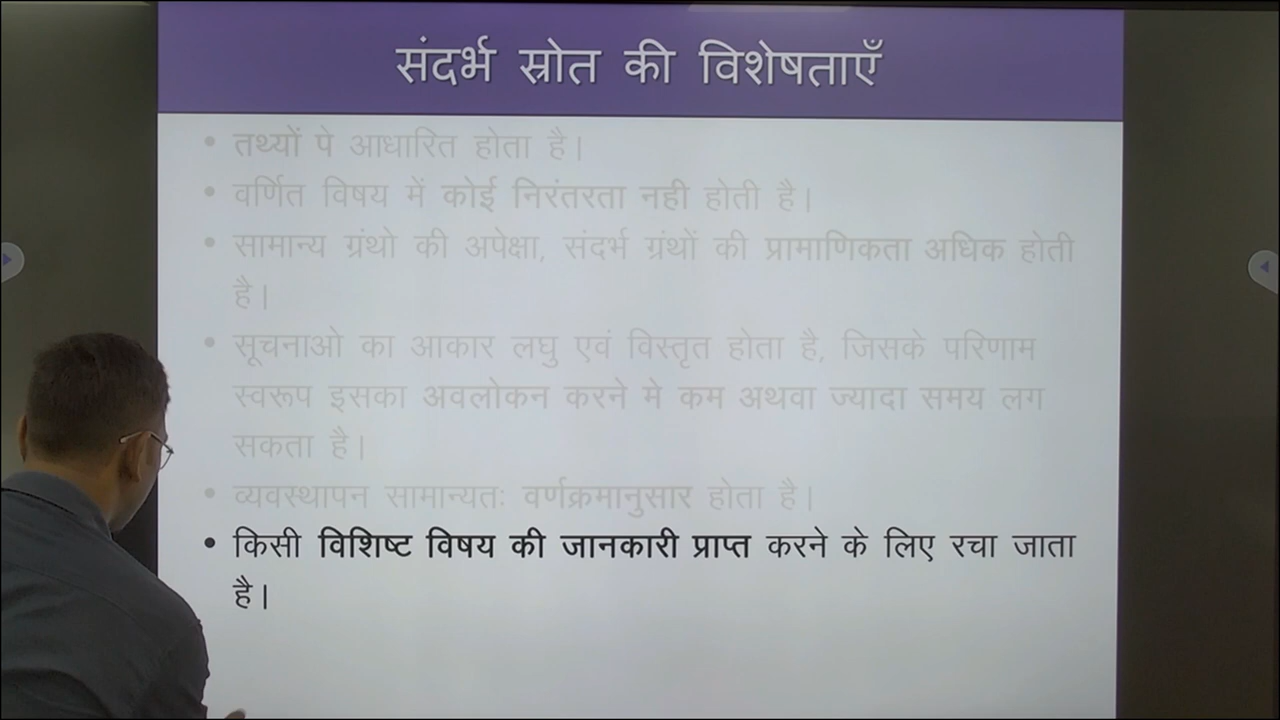 संदर्भ स्रोत की विशेषताएँ
• तथ्यों पे आधारित होता है।
• वर्णित विषय में कोई निरंतरता नही होती है।
• सामान्य ग्रंथो की अपेक्षा, संदर्भ ग्रंथों की प्रामाणिकता अधिक होती
है।
• सूचनाओ का आकार लघु एवं विस्तृत होता है, जिसके परिणाम
स्वरूप इसका अवलोकन करने मे कम अथवा ज्यादा समय लग
सकता है।
• व्यवस्थापन सामान्यतः वर्णक्रमानुसार होता है।
• किसी विशिष्ट विषय की जानकारी प्राप्त करने के लिए रचा जाता
है।